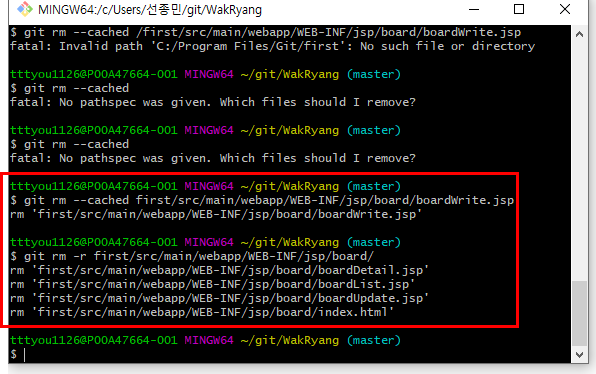 MINGW64:/c/Users/선종민/git/WakRyang
$ git rm --cached /first/src/main/webapp/WEB-INF/jsp/board/boardWrite.jsp
fatal: Invalid path 'C:/Program Files/Git/first': No such file or directory
tttyou1126@POOA47664-001 MINGW64 ~/git/WakRyang (master)
$ git rm --cached
fatal: No pathspec was given. Which files should I remove?
tttyou1126@POOA47664-001 MINGW64 ~/git/WakRyang (master)
$ git rm --cached
fatal: No pathspec was given. Which files should I remove?
tttyou1126@POOA47664-001 MINGW64 ~/git/WakRyang (master)
$ git rm --cached first/src/main/webapp/WEB-INF/jsp/board/boardWrite.jsp
rm 'first/src/main/webapp/WEB-INF/jsp/board/boardWrite.jsp'
tttyou1126@POOA47664-001 MINGW64 ~/git/WakRyang (master)
$ git rm -r first/src/main/webapp/WEB-INF/jsp/board/
rm 'first/src/main/webapp/WEB-INF/jsp/board/boardDetail.jsp'
rm 'first/src/main/webapp/WEB-INF/jsp/board/boardList.jsp'
rm 'first/src/main/webapp/WEB-INF/jsp/board/boardUpdate.jsp'
rm 'first/src/main/webapp/WEB-INF/jsp/board/index.html'
tttyou1126@POOA47664-001 MINGW64 ~/git/WakRyang (master)
$